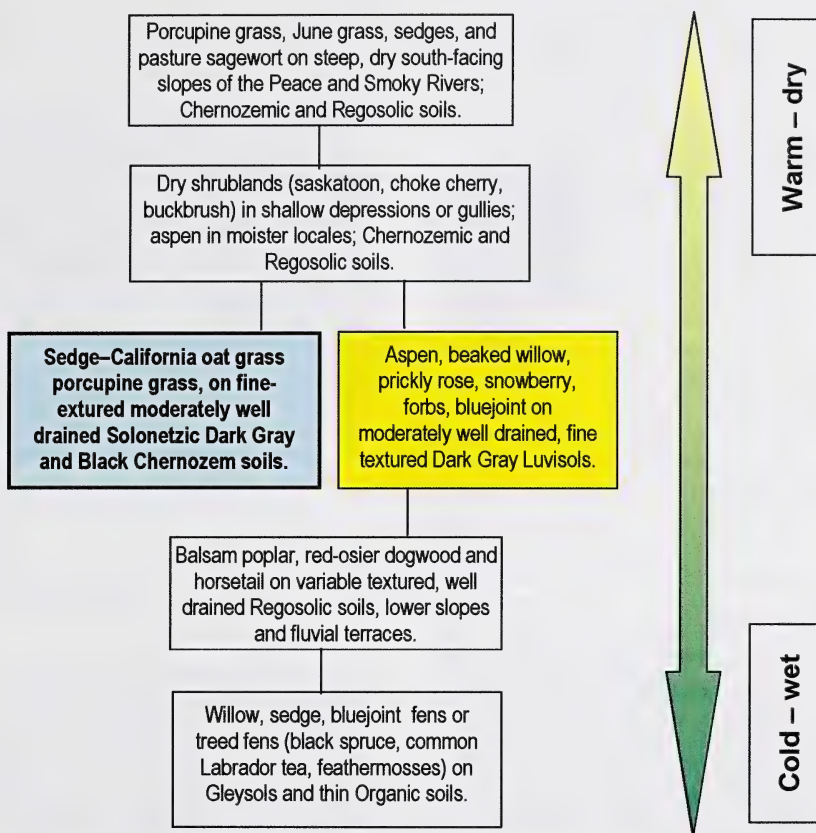 Porcupine grass, June grass, sedges, and
pasture sagewort on steep, dry south-facing
slopes of the Peace and Smoky Rivers;
Chernozemic and Regosolic soils.
Dry shrublands (saskatoon, choke cherry,
buckbrush) in shallow depressions or gullies;
aspen in moister locales; Chernozemic and
Regosolic soils.
Sedge–California oat grass
porcupine grass, on fine-
extured moderately well
drained Solonetzic Dark Gray
and Black Chernozem soils.
Aspen, beaked willow,
prickly rose, snowberry,
forbs, bluejoint on
moderately well drained, fine
textured Dark Gray Luvisols.
Balsam poplar, red-osier dogwood and
horsetail on variable textured, well
drained Regosolic soils, lower slopes
and fluvial terraces.
Willow, sedge, bluejoint fens or
treed fens (black spruce, common
Labrador tea, feathermosses) on
Gleysols and thin Organic soils.
Warm – dry
Cold – wet